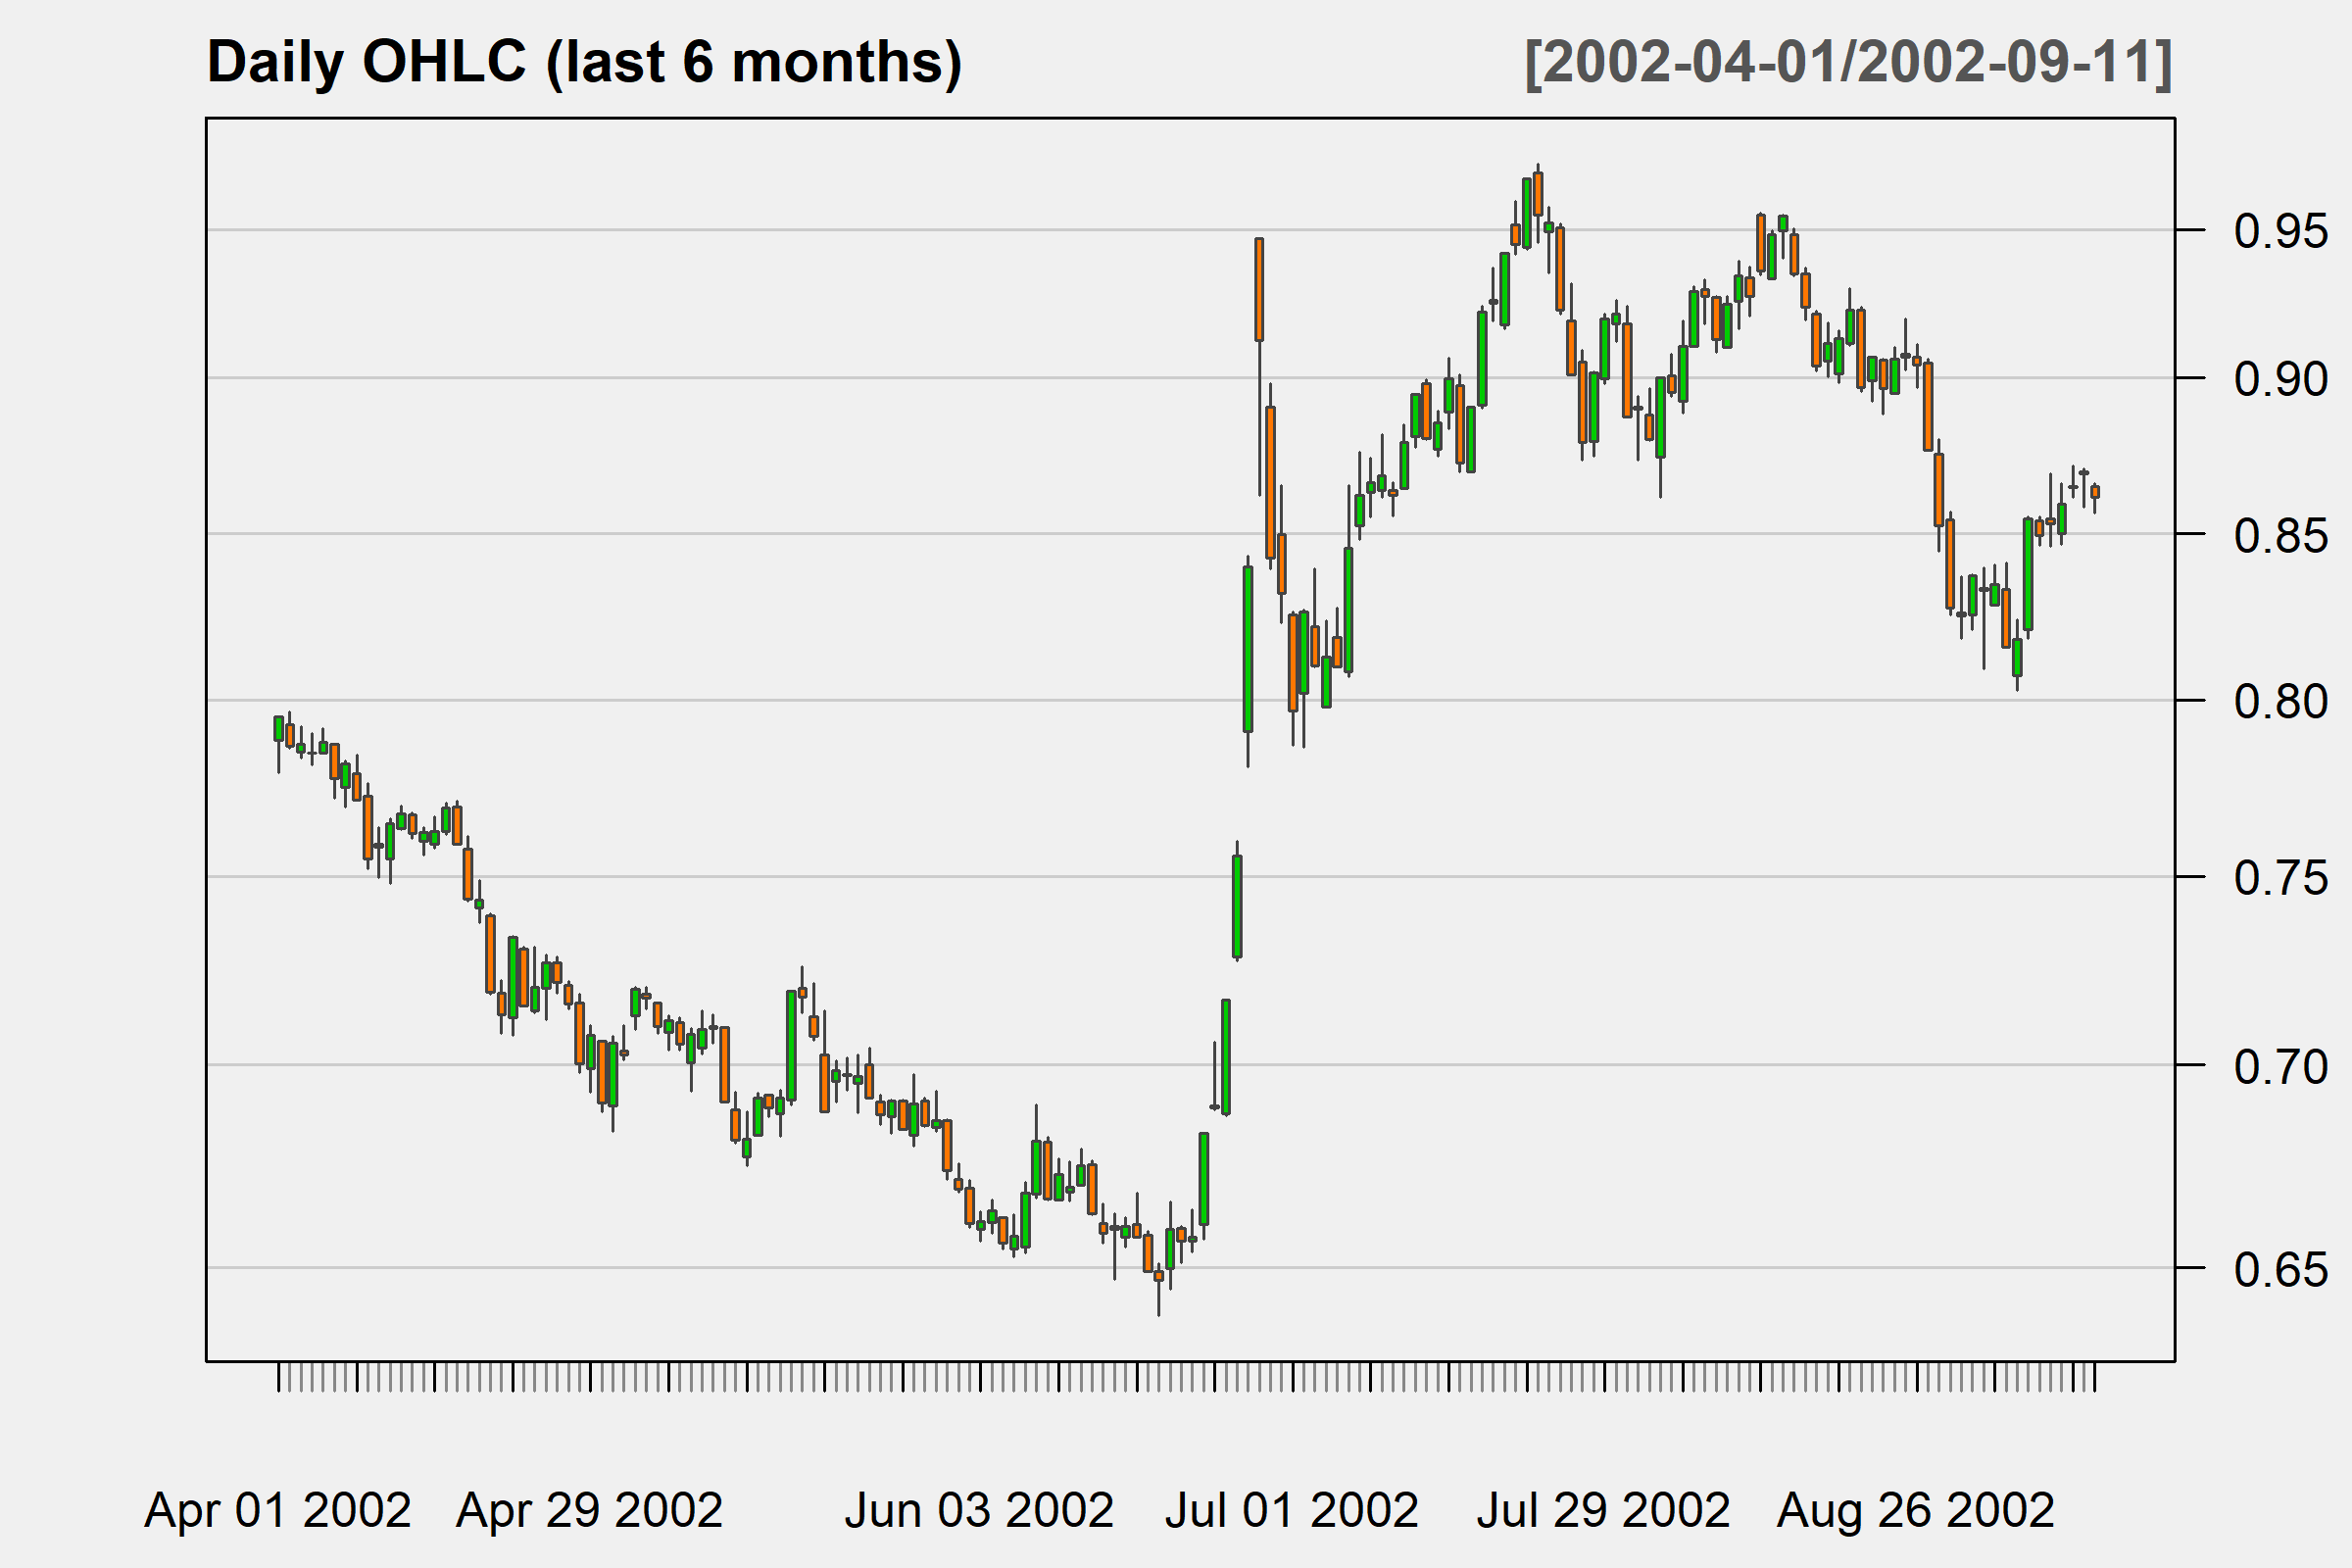 Daily OHLC (last 6 months)
[2002-04-01/2002-09-11]
0.95
0.90
0.85
0.80
0.75
0.70
0.65
Apr 01 2002
Apr 29 2002
Jun 03 2002
Jul 01 2002
Jul 29 2002
Aug 26 2002